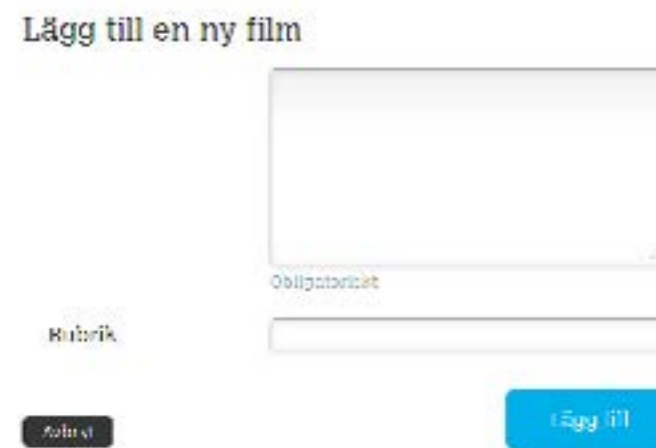 Lägg till en ny film
Obligatoriskt
Rubrik
Lägg till
Avbryt